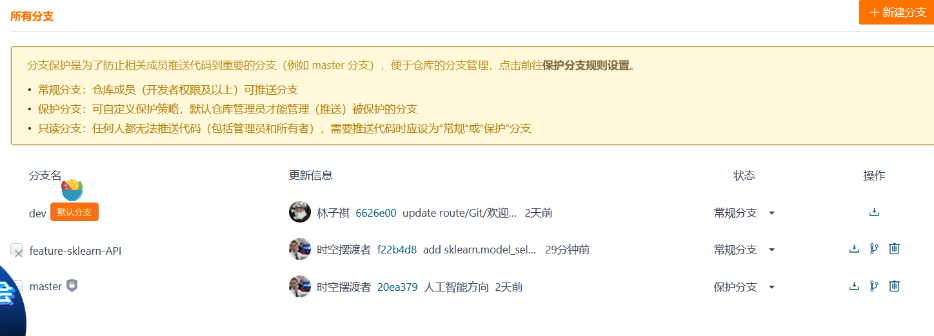 所有分支
＋ 新建分支
分支保护是为了防止相关成员推送代码到重要的分支（例如 master 分支），便于仓库的分支管理，点击前往保护分支规则设置。
• 常规分支：仓库成员（开发者权限及以上）可推送分支
• 保护分支：可自定义保护策略，默认仓库管理员才能管理（推送）被保护的分支
• 只读分支：任何人都无法推送代码（包括管理员和所有者），需要推送代码时应设为“常规”或“保护”分支
分支名 更新信息 状态 操作
dev 默认分支 林子祺 6626e00 update route/Git/欢迎... 2天前 常规分支
feature-sklearn-API 时空摆渡者 f22b4d8 add sklearn.model_sel... 29分钟前 常规分支
master 时空摆渡者 20ea379 人工智能方向 2天前 保护分支